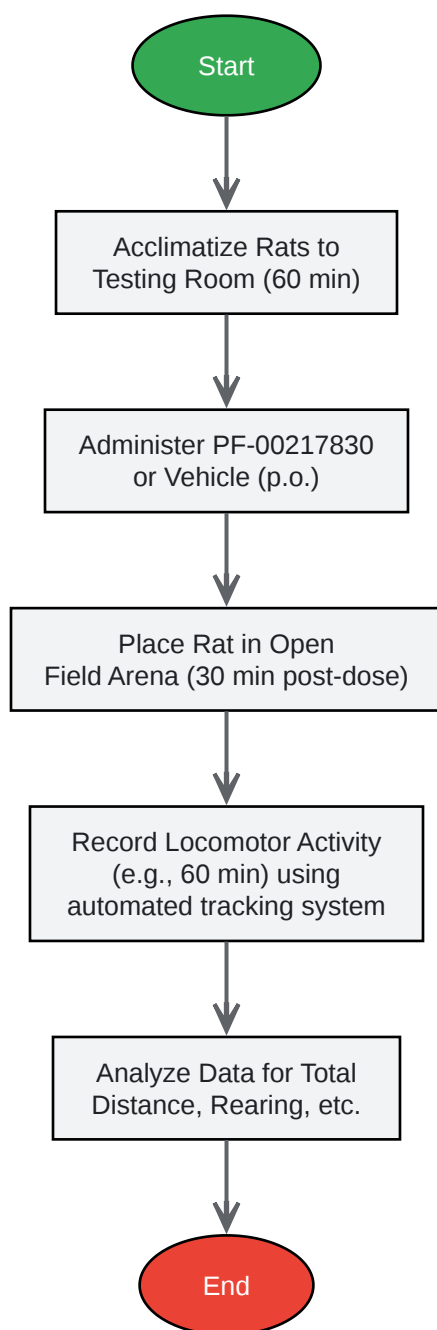 Start
Acclimatize Rats to
Testing Room (60 min)
Administer PF-00217830
or Vehicle (p.o.)
Place Rat in Open
Field Arena (30 min post-dose)
Record Locomotor Activity
(e.g., 60 min) using
automated tracking system
Analyze Data for Total
Distance, Rearing, etc.
End